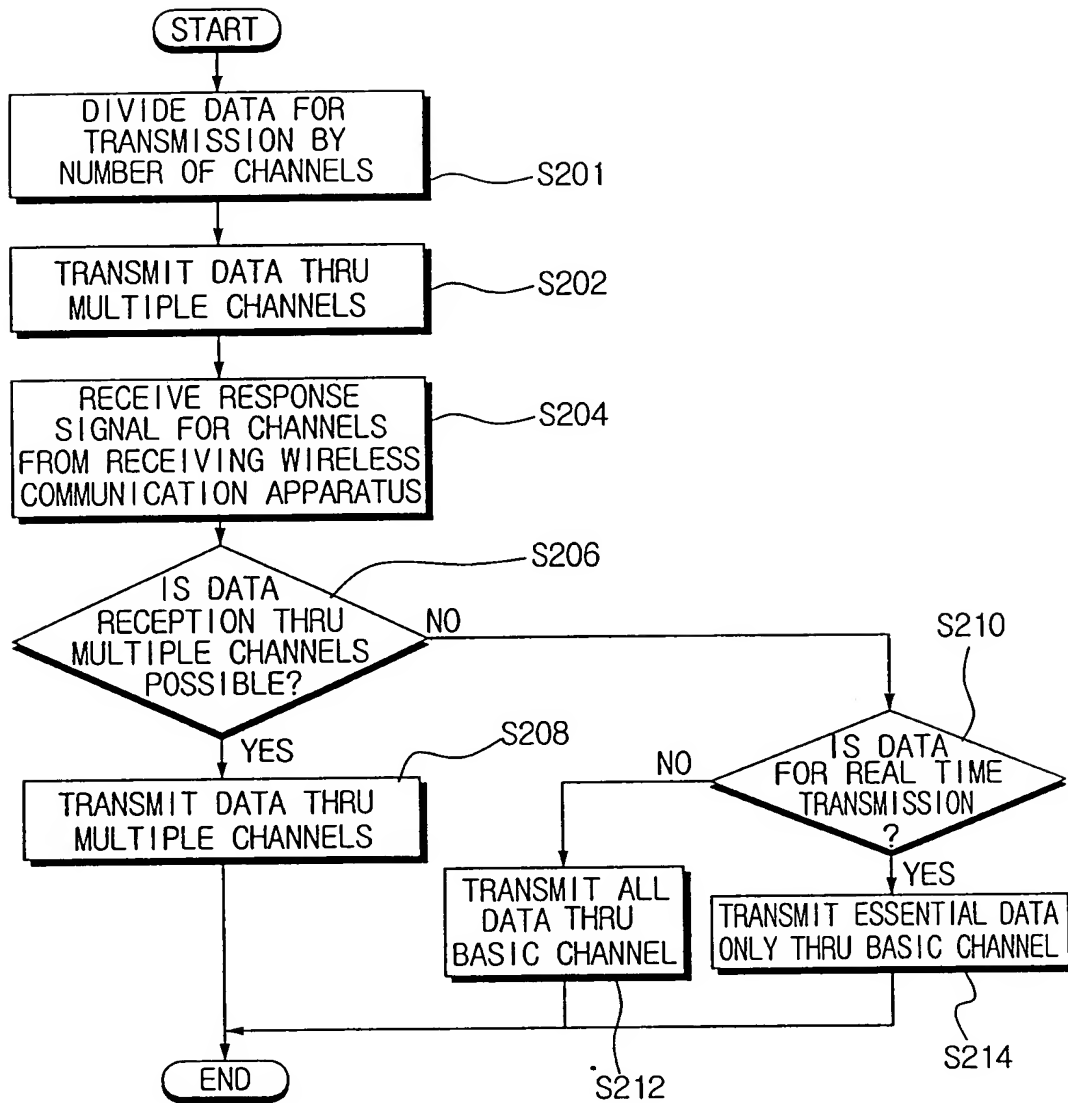 START
DIVIDE DATA FOR
TRANSMISSION BY
NUMBER OF CHANNELS
S201
TRANSMIT DATA THRU
MULTIPLE CHANNELS
S202
RECEIVE RESPONSE
SIGNAL FOR CHANNELS
FROM RECEIVING WIRELESS
COMMUNICATION APPARATUS
S204
IS DATA
RECEPTION THRU
MULTIPLE CHANNELS
POSSIBLE?
S206
NO
YES
S208
TRANSMIT DATA THRU
MULTIPLE CHANNELS
S210
IS DATA
FOR REAL TIME
TRANSMISSION
?
NO
YES
TRANSMIT ALL
DATA THRU
BASIC CHANNEL
S212
TRANSMIT ESSENTIAL DATA
ONLY THRU BASIC CHANNEL
S214
END